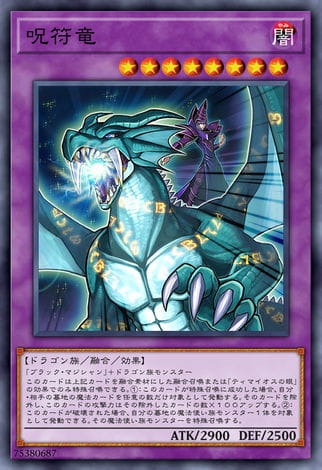 呪符竜
闇
やみ
【ドラゴン族／融合／効果】
「ブラック・マジシャン」＋ドラゴン族モンスター
このカードは上記カードを融合素材にした融合召喚または「ティマイオスの眼」
の効果でのみ特殊召喚できる。①：このカードが特殊召喚に成功した場合、自分
・相手の墓地の魔法カードを任意の数だけ対象として発動する。そのカードを除
外し、このカードの攻撃力はその除外したカードの数×１００アップする。②：
このカードが破壊された場合、自分の墓地の魔法使い族モンスター１体を対象
として発動できる。その魔法使い族モンスターを特殊召喚する。
ATK/2900 DEF/2500
75380687